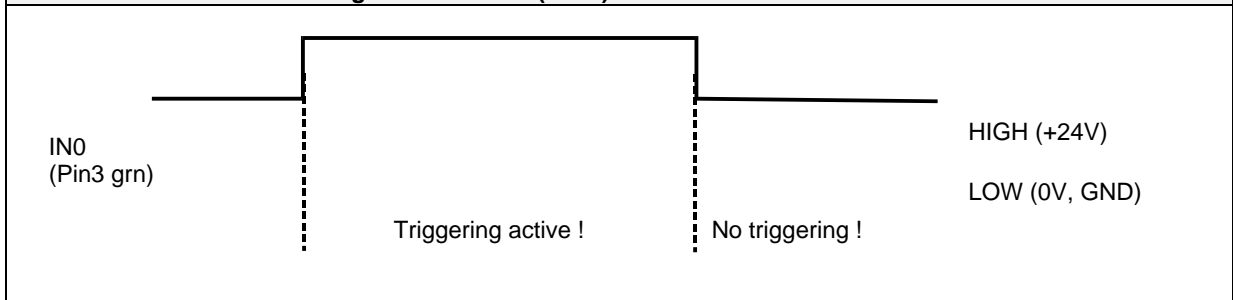 IN0
(Pin3 grn)
HIGH (+24V)
LOW (0V, GND)
Triggering active !
No triggering !